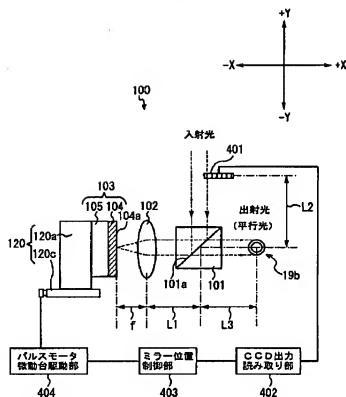 +Y
−X
+X
−Y
100
入射光
401
103
105
104
102
104a
出射光
(平行光)
L2
120
120a
120c
101a
101
19b
f
L1
L3
パルスモータ
微動台駆動部
ミラー位置
制御部
CCD出力
読み取り部
404
403
402